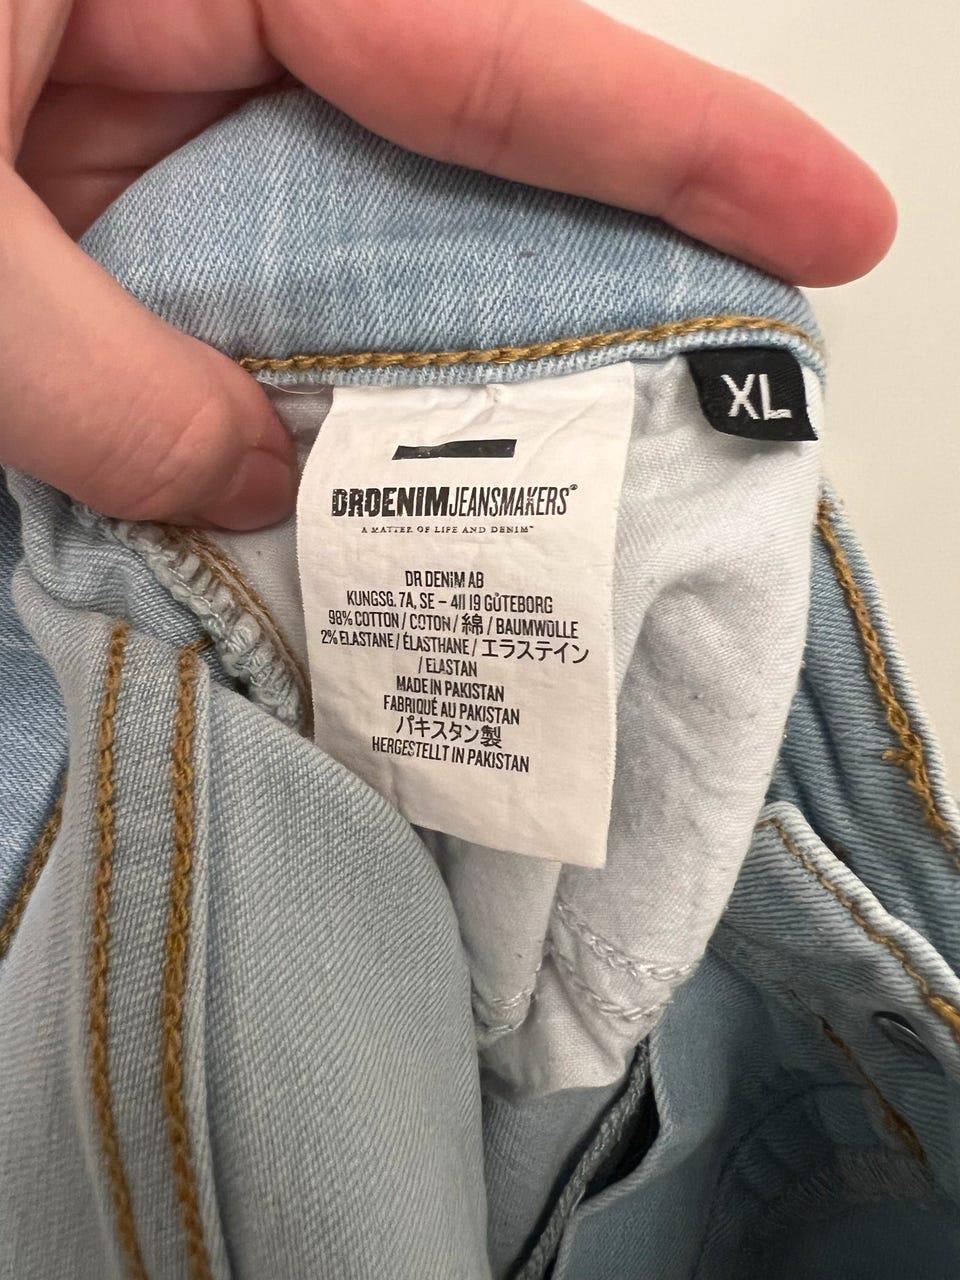 XL
DRDENIMJEANSMAKERS®
A MATTER OF LIFE AND DENIM™
DR DENIM AB
KUNGSG. 7A, SE – 411 19 GÖTEBORG
98% COTTON / COTON / 綿 / BAUMWOLLE
2% ELASTANE / ÉLASTHANE / エラステイン
/ ELASTAN
MADE IN PAKISTAN
FABRIQUÉ AU PAKISTAN
パキスタン製
HERGESTELLT IN PAKISTAN